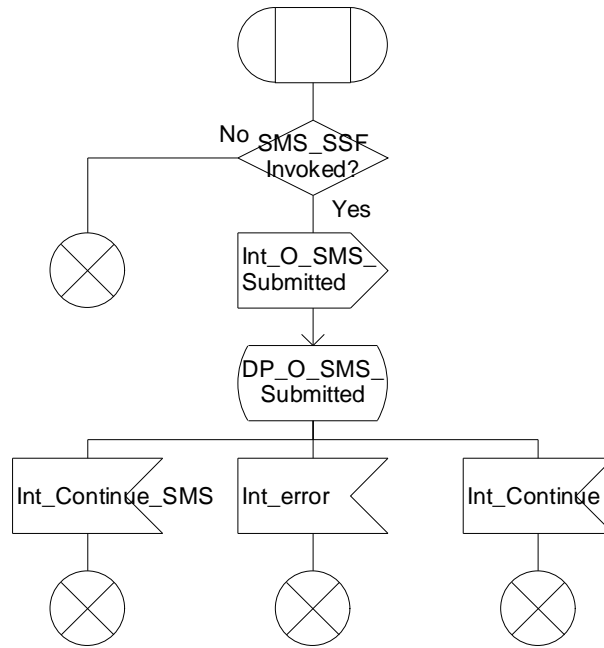 No
SMS_SSF
Invoked?
Yes
Int_O_SMS_
Submitted
DP_O_SMS_
Submitted
Int_Continue_SMS
Int_error
Int_Continue